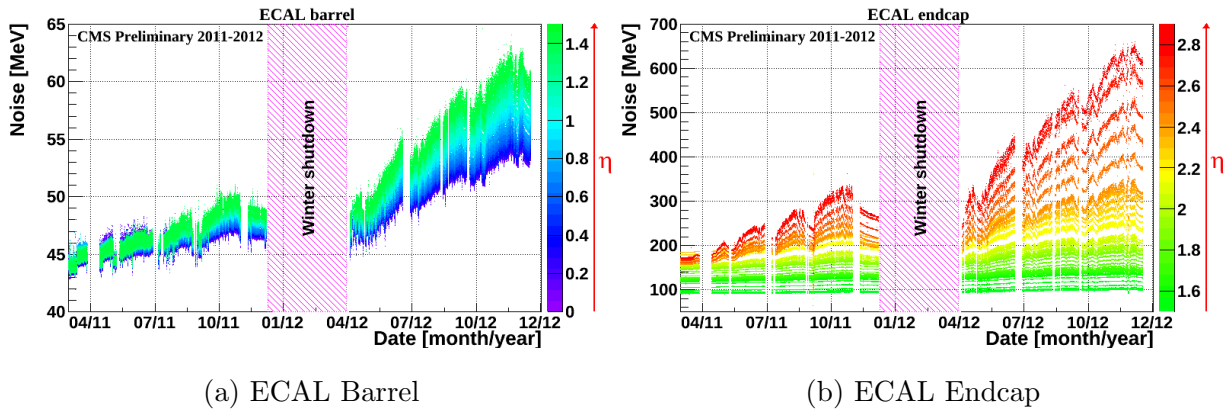 ECAL barrel
CMS Preliminary 2011-2012
Noise [MeV]
65
60
55
50
45
40
Winter shutdown
04/11 07/11 10/11 01/12 04/12 07/12 10/12 12/12
Date [month/year]
1.4
1.2
1
0.8
0.6
0.4
0.2
0
η
(a) ECAL Barrel
ECAL endcap
CMS Preliminary 2011-2012
Noise [MeV]
700
600
500
400
300
200
100
Winter shutdown
04/11 07/11 10/11 01/12 04/12 07/12 10/12 12/12
Date [month/year]
2.8
2.6
2.4
2.2
2
1.8
1.6
η
(b) ECAL Endcap